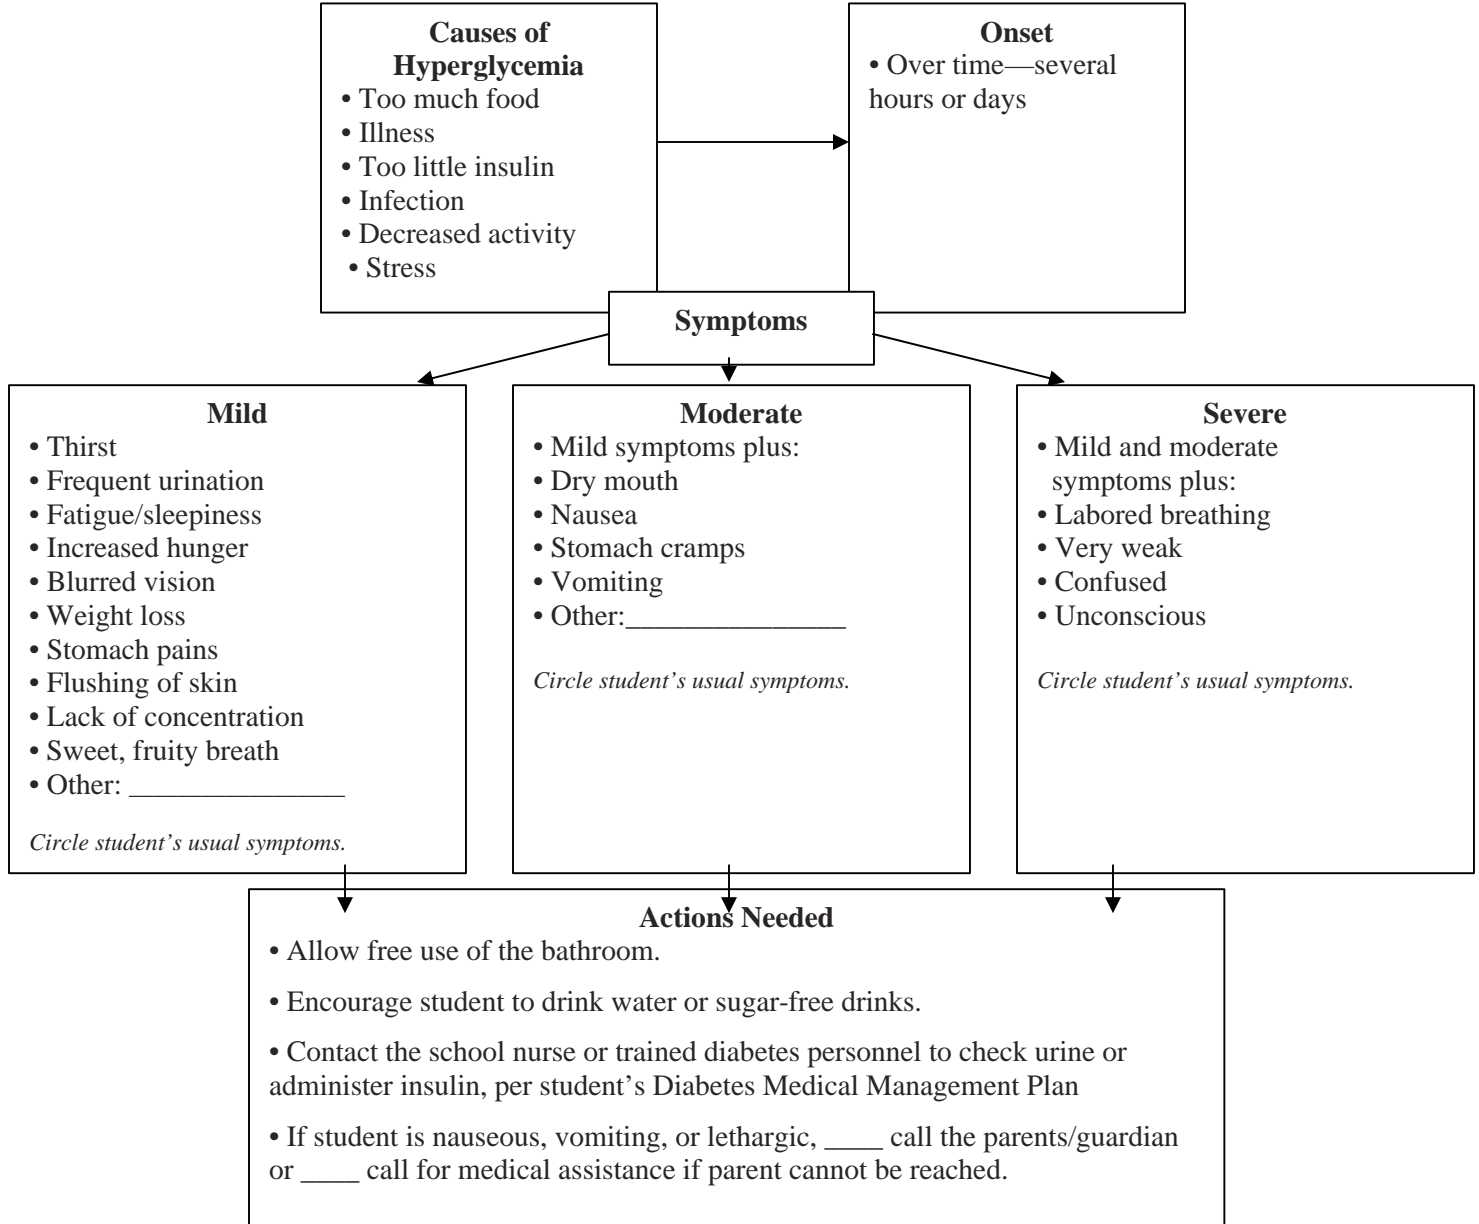 Causes of
Hyperglycemia
• Too much food
• Illness
• Too little insulin
• Infection
• Decreased activity
• Stress
Onset
• Over time—several
hours or days
Symptoms
Mild
• Thirst
• Frequent urination
• Fatigue/sleepiness
• Increased hunger
• Blurred vision
• Weight loss
• Stomach pains
• Flushing of skin
• Lack of concentration
• Sweet, fruity breath
• Other: __________________
Circle student’s usual symptoms.
Moderate
• Mild symptoms plus:
• Dry mouth
• Nausea
• Stomach cramps
• Vomiting
• Other:_______________
Circle student’s usual symptoms.
Severe
• Mild and moderate
symptoms plus:
• Labored breathing
• Very weak
• Confused
• Unconscious
Circle student’s usual symptoms.
Actions Needed
• Allow free use of the bathroom.
• Encourage student to drink water or sugar-free drinks.
• Contact the school nurse or trained diabetes personnel to check urine or
administer insulin, per student’s Diabetes Medical Management Plan
• If student is nauseous, vomiting, or lethargic, ____ call the parents/guardian
or ____ call for medical assistance if parent cannot be reached.